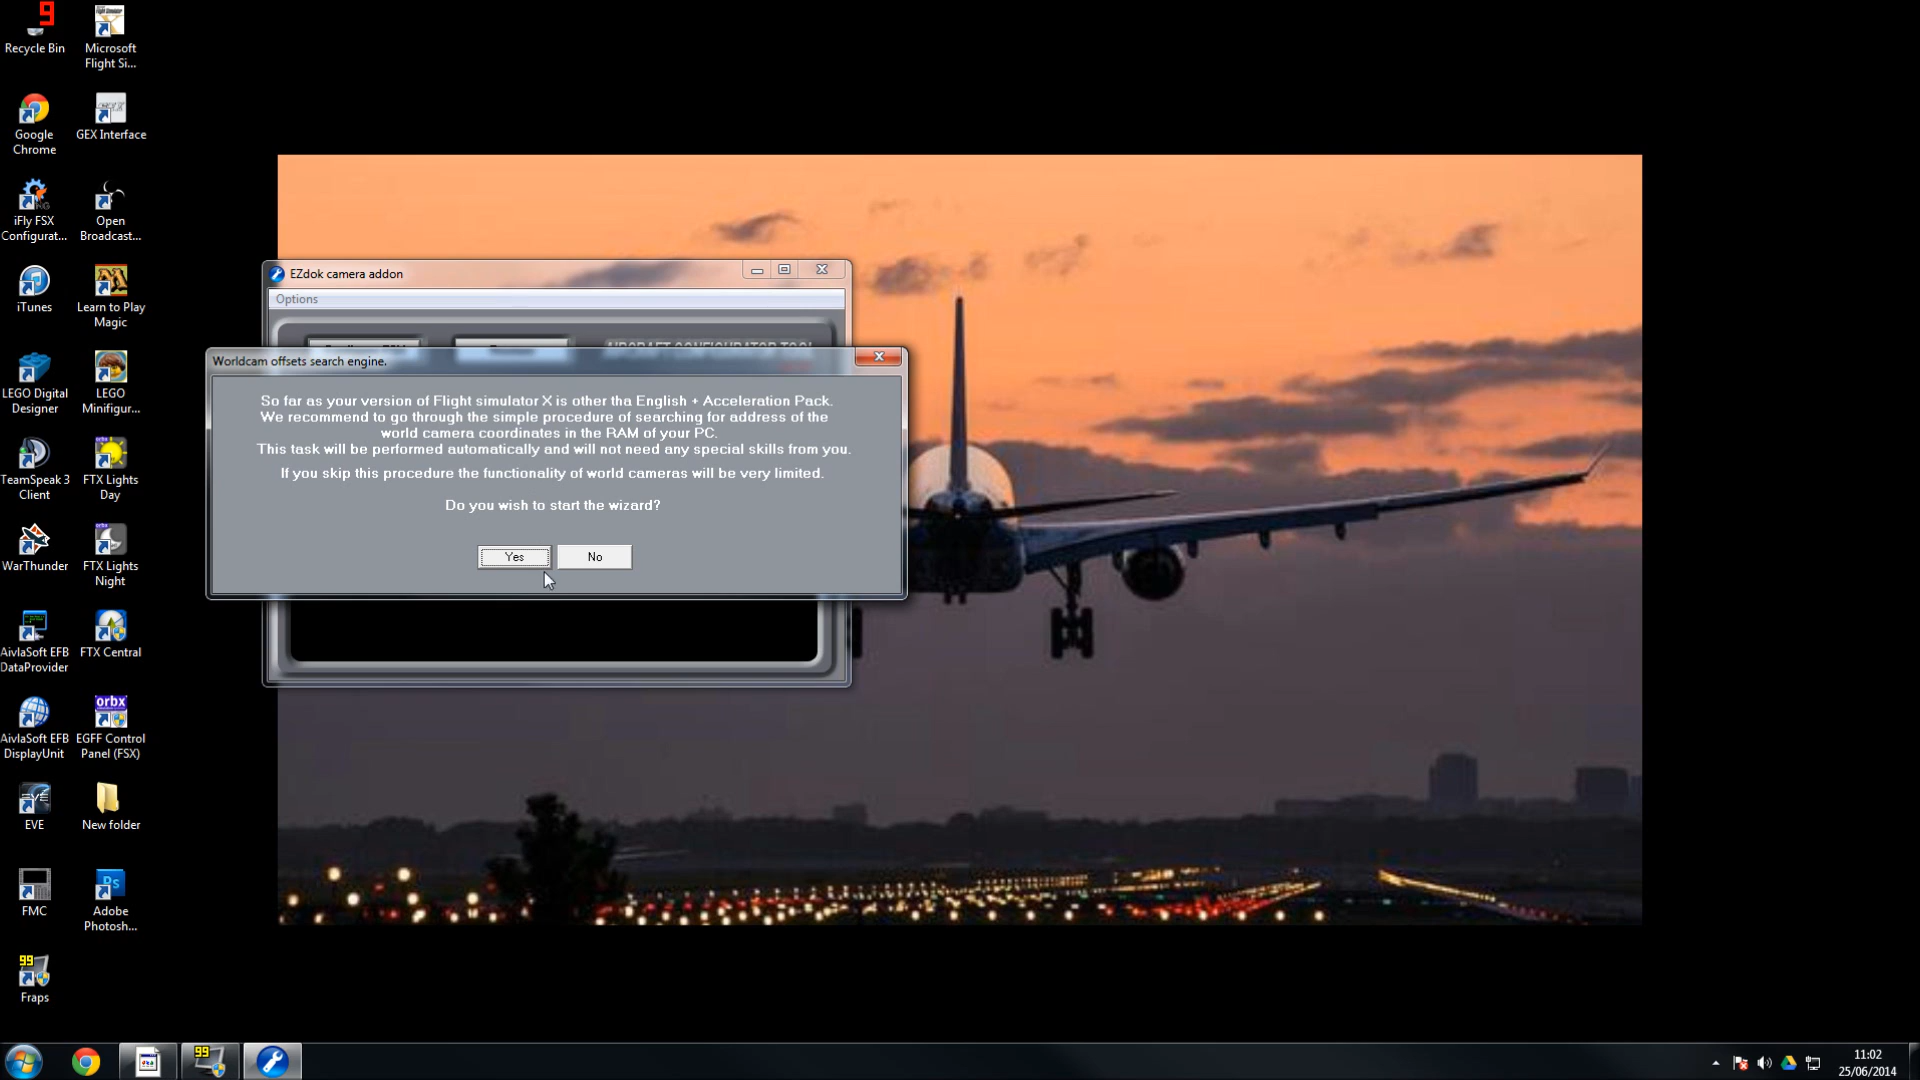 9
Recycle Bin
Microsoft
Flight Si...
Google
Chrome
GEX Interface
iFly FSX
Configurat...
Open
Broadcast...
iTunes
Learn to Play
Magic
LEGO Digital
Designer
LEGO
Minifigur...
TeamSpeak 3
Client
FTX Lights
Day
WarThunder
FTX Lights
Night
AivlaSoft EFB
DataProvider
FTX Central
orbx
AivlaSoft EFB
DisplayUnit
EGFF Control
Panel (FSX)
EVE
New folder
FMC
Ps
Adobe
Photosh...
99
Fraps
EZdok camera addon
Options
AIRCRAFT CONFIGURATOR TOOL
Worldcam offsets search engine.
So far as your version of Flight simulator X is other tha English + Acceleration Pack.
We recommend to go through the simple procedure of searching for address of the
world camera coordinates in the RAM of your PC.
This task will be performed automatically and will not need any special skills from you.
If you skip this procedure the functionality of world cameras will be very limited.
Do you wish to start the wizard?
Yes
No
99
11:02
25/06/2014